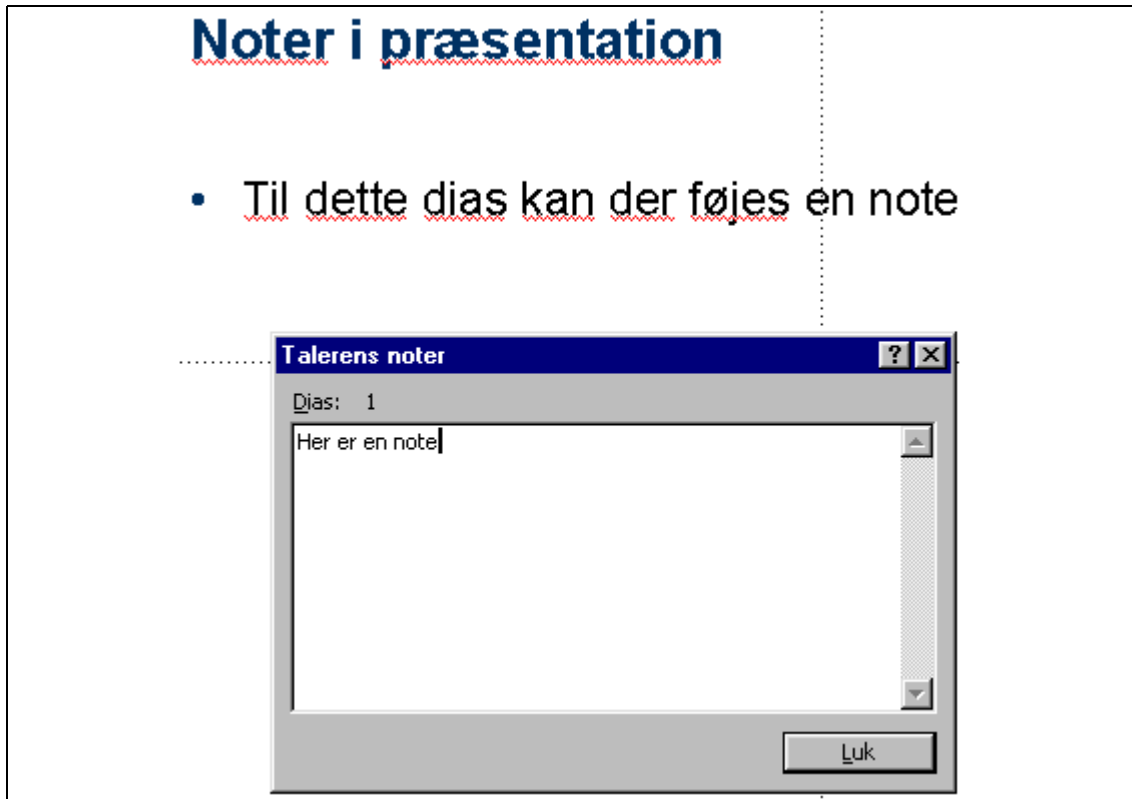 Noter i præsentation
• Til dette dias kan der føjes en note
Talerens noter
Dias: 1
Her er en note
Luk